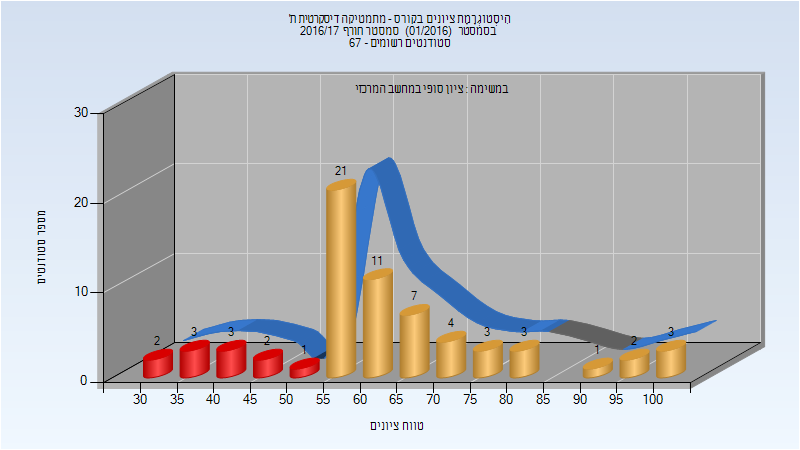 היסטוגרמת ציונים בקורס - מתמטיקה דיסקרטית ת'
בסמסטר (01/2016) סמסטר חורף 2016/17
סטודנטים רשומים - 67
במשימה : ציון סופי במחשב המרכזי
מספר סטודנטים
30
20
10
0
2
3
3
2
1
21
11
7
4
3
3
1
2
3
30 35 40 45 50 55 60 65 70 75 80 85 90 95 100
טווח ציונים